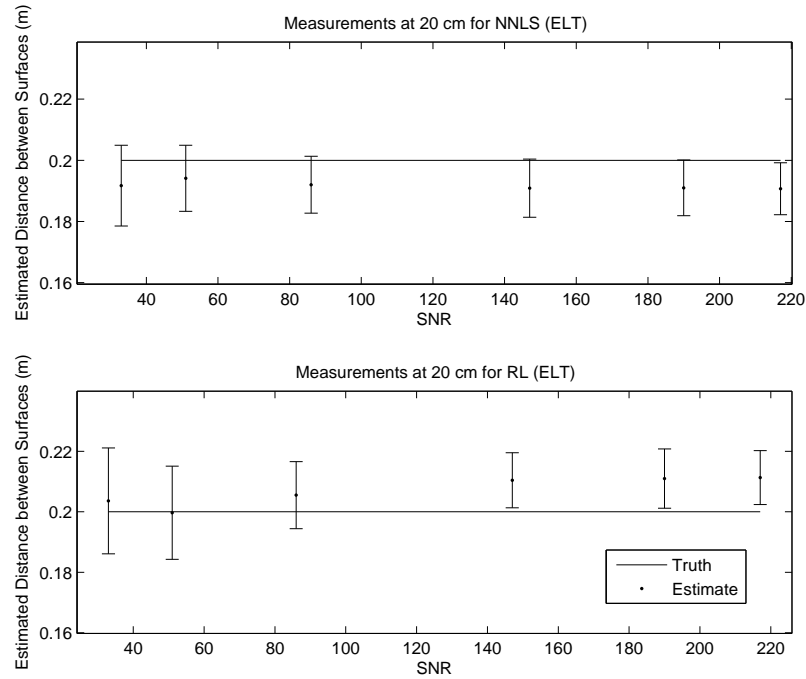 Measurements at 20 cm for NNLS (ELT)
Estimated Distance between Surfaces (m)
0.22
0.2
0.18
0.16
40 60 80 100 120 140 160 180 200 220
SNR
Measurements at 20 cm for RL (ELT)
Estimated Distance between Surfaces (m)
0.22
0.2
0.18
0.16
Truth
Estimate
40 60 80 100 120 140 160 180 200 220
SNR